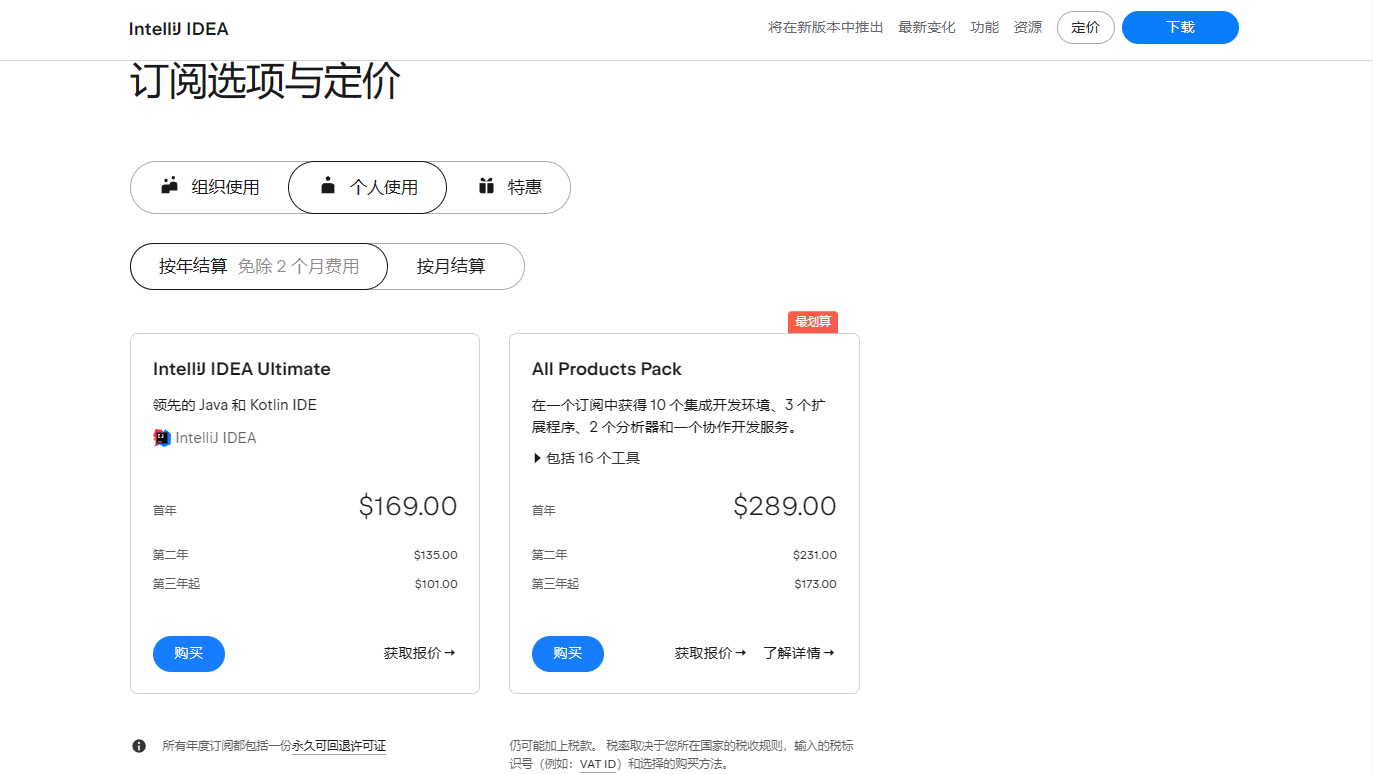 IntelliJ IDEA
将在新版本中推出 最新变化 功能 资源 定价 下载
订阅选项与定价
组织使用 个人使用 特惠
按年结算 免除 2 个月费用 按月结算
最划算
IntelliJ IDEA Ultimate
领先的 Java 和 Kotlin IDE
IntelliJ IDEA
首年 $169.00
第二年 $135.00
第三年起 $101.00
购买 获取报价→
All Products Pack
在一个订阅中获得 10 个集成开发环境、3 个扩
展程序、2 个分析器和一个协作开发服务。
包括 16 个工具
首年 $289.00
第二年 $231.00
第三年起 $173.00
购买 获取报价→ 了解详情→
所有年度订阅都包括一份永久可回退许可证
仍可能加上税款。 税率取决于您所在国家的税收规则，输入的税标
识号（例如：VAT ID）和选择的购买方法。